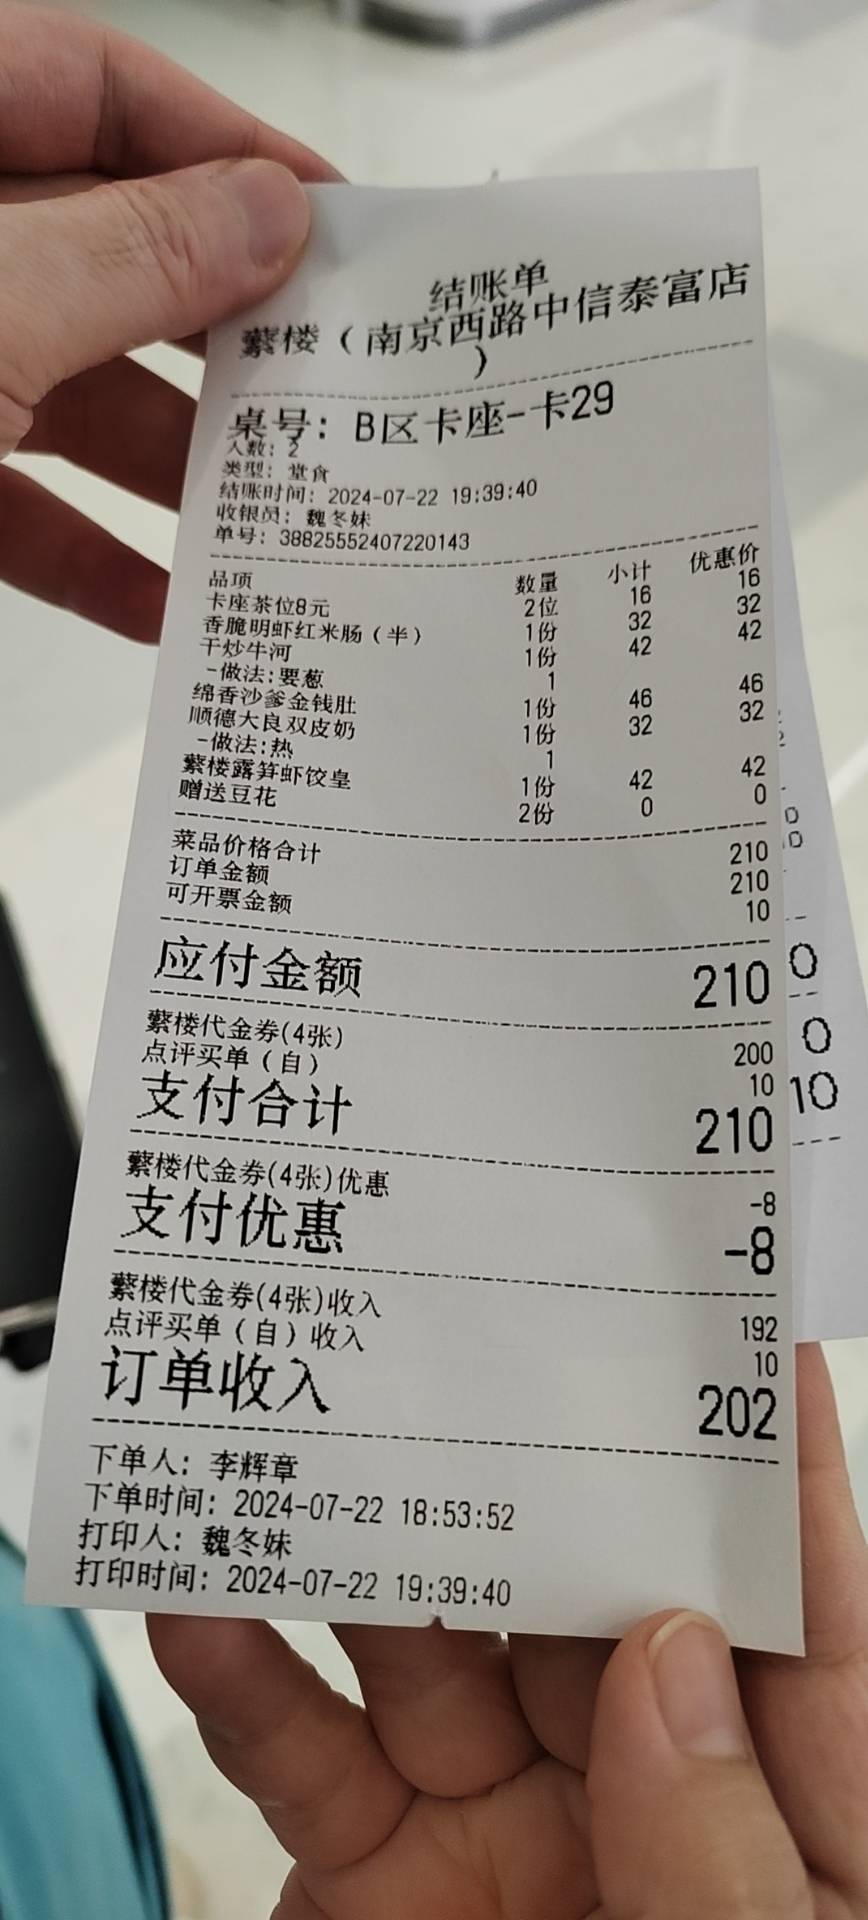 结账单
蘩楼（南京西路中信泰富店
）
桌号: B区卡座-卡29
人数: 2
类型: 堂食
结账时间: 2024-07-22 19:39:40
收银员: 魏冬妹
单号: 38825552407220143
品项 数量 小计 优惠价
卡座茶位8元 2位 16 16
香脆明虾红米肠（半） 1份 32 32
干炒牛河 1份 42 42
-做法:要葱 1
绵香沙爹金钱肚 1份 46 46
顺德大良双皮奶 1份 32 32
-做法:热 1
蘩楼露笋虾饺皇 1份 42 42
赠送豆花 2份 0 0
菜品价格合计 210
订单金额 210
可开票金额 10
应付金额 210
蘩楼代金券(4张) 200
点评买单（自） 10
支付合计 210
蘩楼代金券(4张)优惠 -8
支付优惠 -8
蘩楼代金券(4张)收入 192
点评买单（自）收入 10
订单收入 202
下单人: 李辉章
下单时间: 2024-07-22 18:53:52
打印人: 魏冬妹
打印时间: 2024-07-22 19:39:40
0
0
10